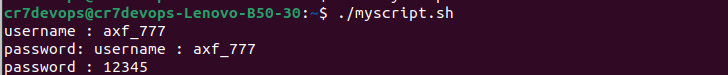 cr7devops@cr7devops-Lenovo-B50-30:~$ ./myscript.sh
username : axf_777
password: username : axf_777
password : 12345